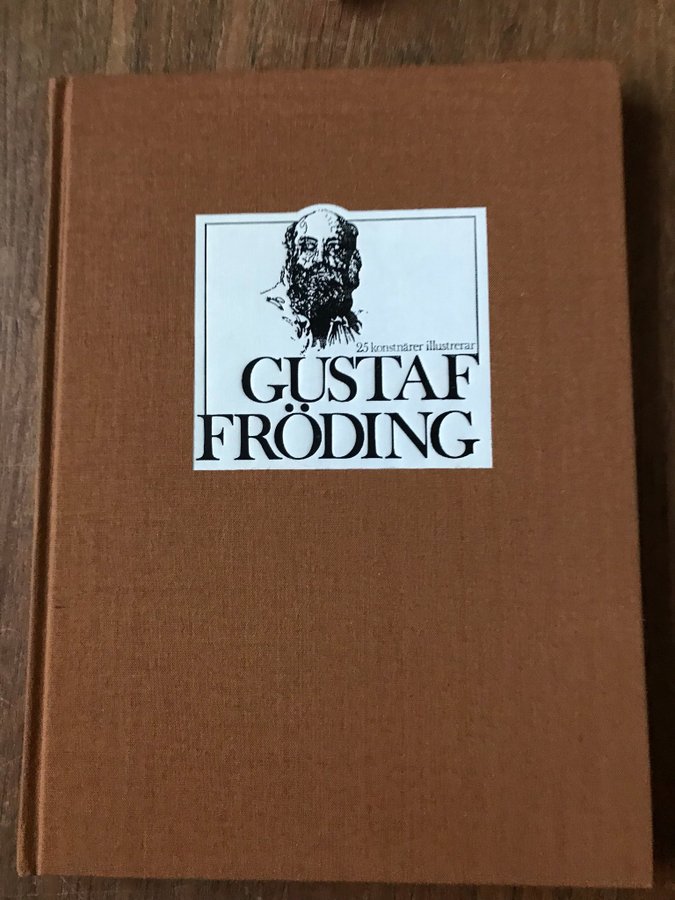 25 konstnärer illustrerar
GUSTAF
FRÖDING